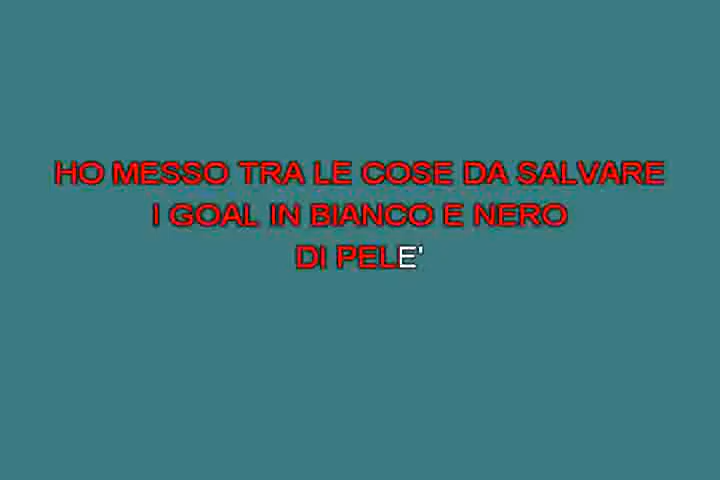 HO MESSO TRA LE COSE DA SALVARE
I GOAL IN BIANCO E NERO
DI PELE'